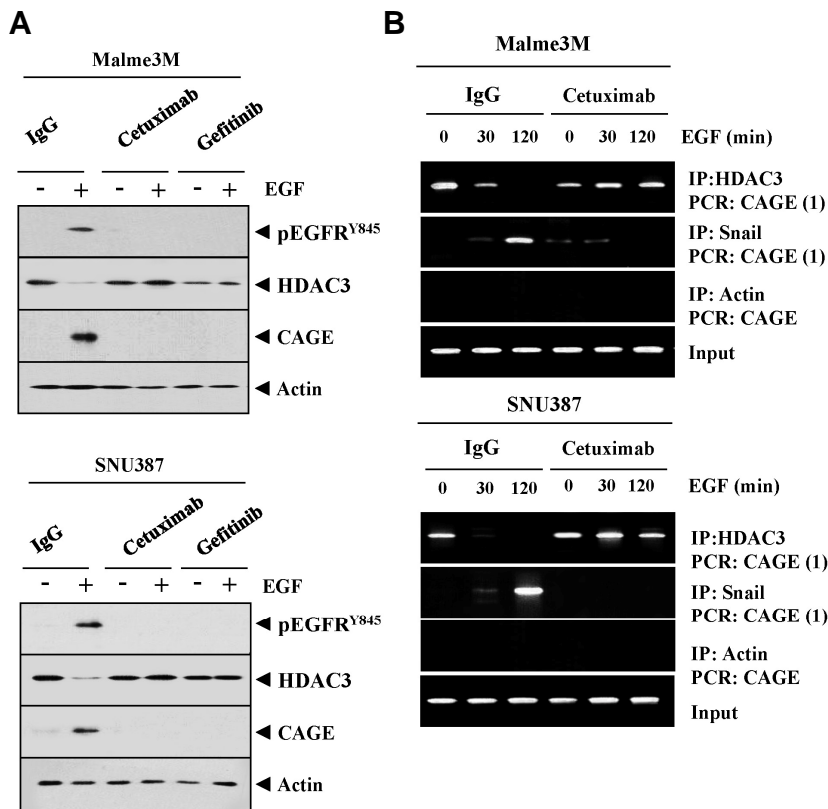 A
Malme3M
IgG Cetuximab Gefitinib
- + - + - + EGF
pEGFR^Y845
HDAC3
CAGE
Actin
SNU387
IgG Cetuximab Gefitinib
- + - + - + EGF
pEGFR^Y845
HDAC3
CAGE
Actin
B
Malme3M
IgG Cetuximab
0 30 120 0 30 120 EGF (min)
IP:HDAC3
PCR: CAGE (1)
IP: Snail
PCR: CAGE (1)
IP: Actin
PCR: CAGE
Input
SNU387
IgG Cetuximab
0 30 120 0 30 120 EGF (min)
IP:HDAC3
PCR: CAGE (1)
IP: Snail
PCR: CAGE (1)
IP: Actin
PCR: CAGE
Input